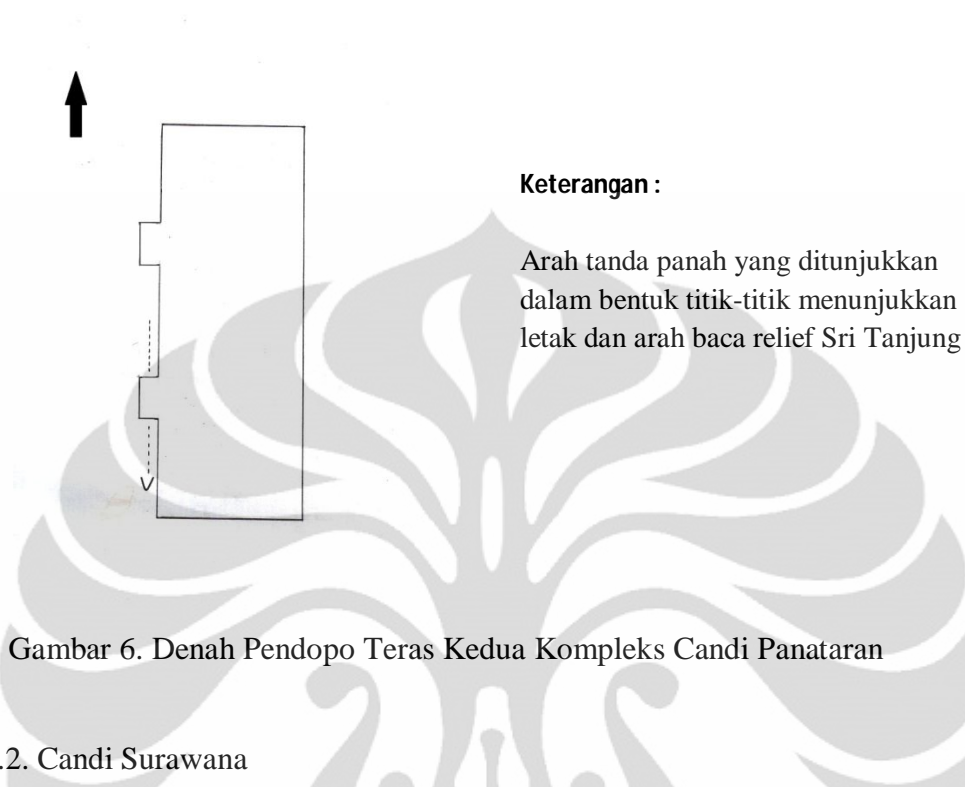 Keterangan :
Arah tanda panah yang ditunjukkan
dalam bentuk titik-titik menunjukkan
letak dan arah baca relief Sri Tanjung
Gambar 6. Denah Pendopo Teras Kedua Kompleks Candi Panataran
.2. Candi Surawana